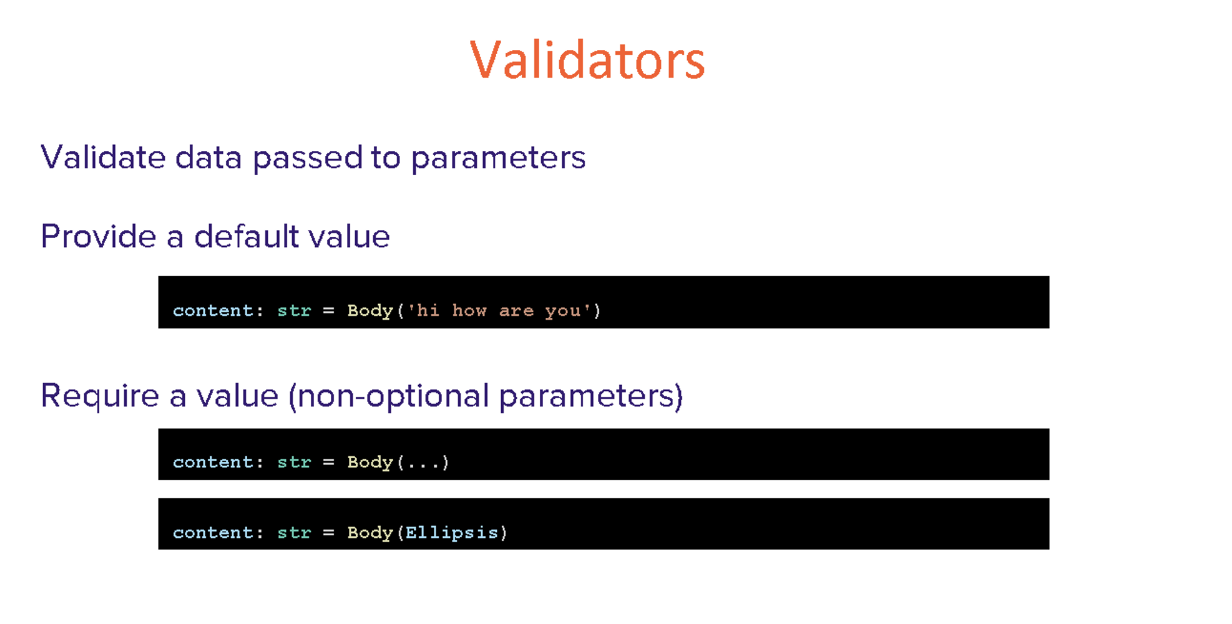 Validators
Validate data passed to parameters
Provide a default value
content: str = Body('hi how are you')
Require a value (non-optional parameters)
content: str = Body(...)
content: str = Body(Ellipsis)